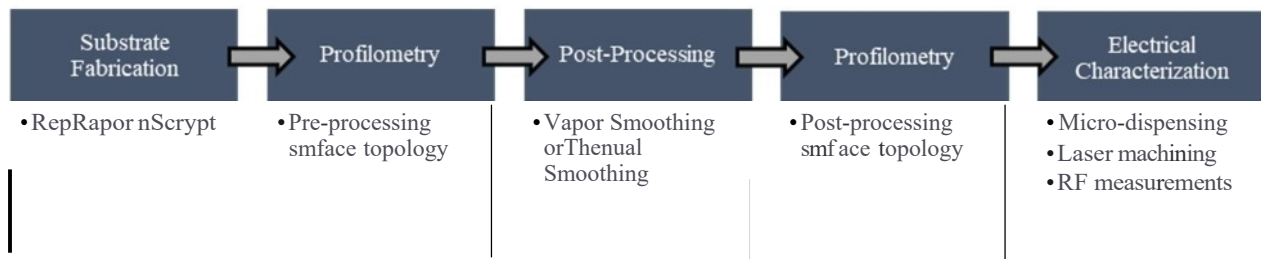 Substrate
Fabrication
Profilometry
Post-Processing
Profilometry
Electrical
Characterization
•RepRapor nScrypt
•Pre-processing
smface topology
•Vapor Smoothing
orThenual
Smoothing
•Post-processing
smf ace topology
•Micro-dispensing
•Laser machining
•RF measurements